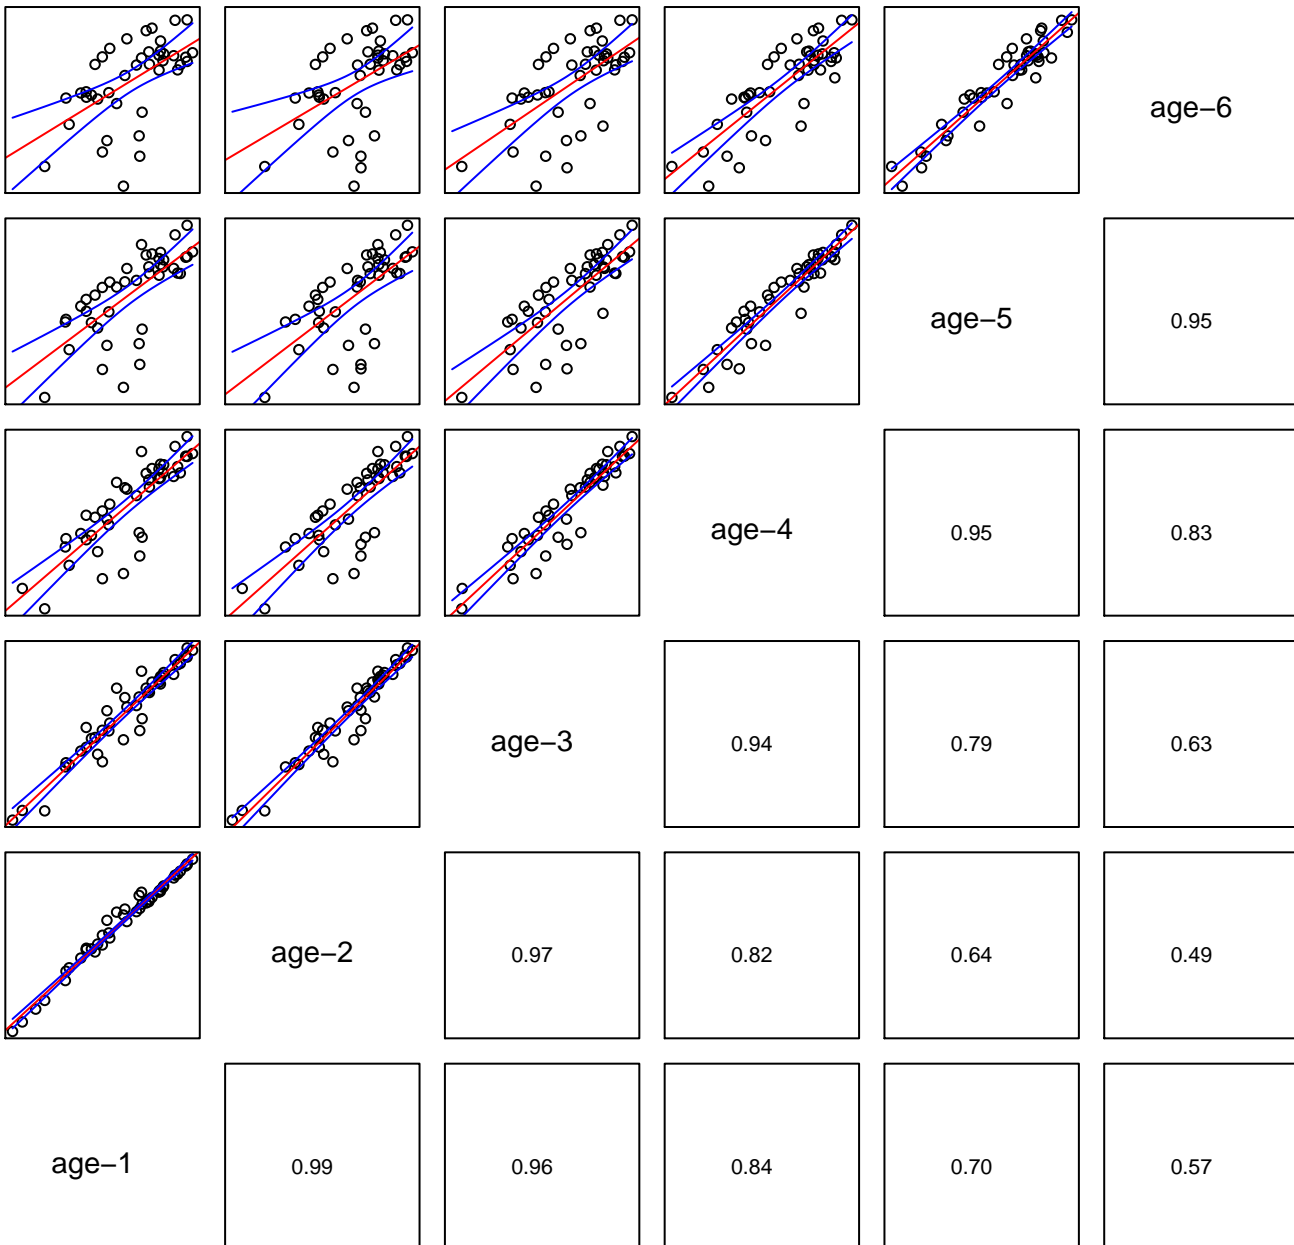 age−6
age−5 0.95
age−4 0.95 0.83
age−3 0.94 0.79 0.63
age−2 0.97 0.82 0.64 0.49
age−1 0.99 0.96 0.84 0.70 0.57